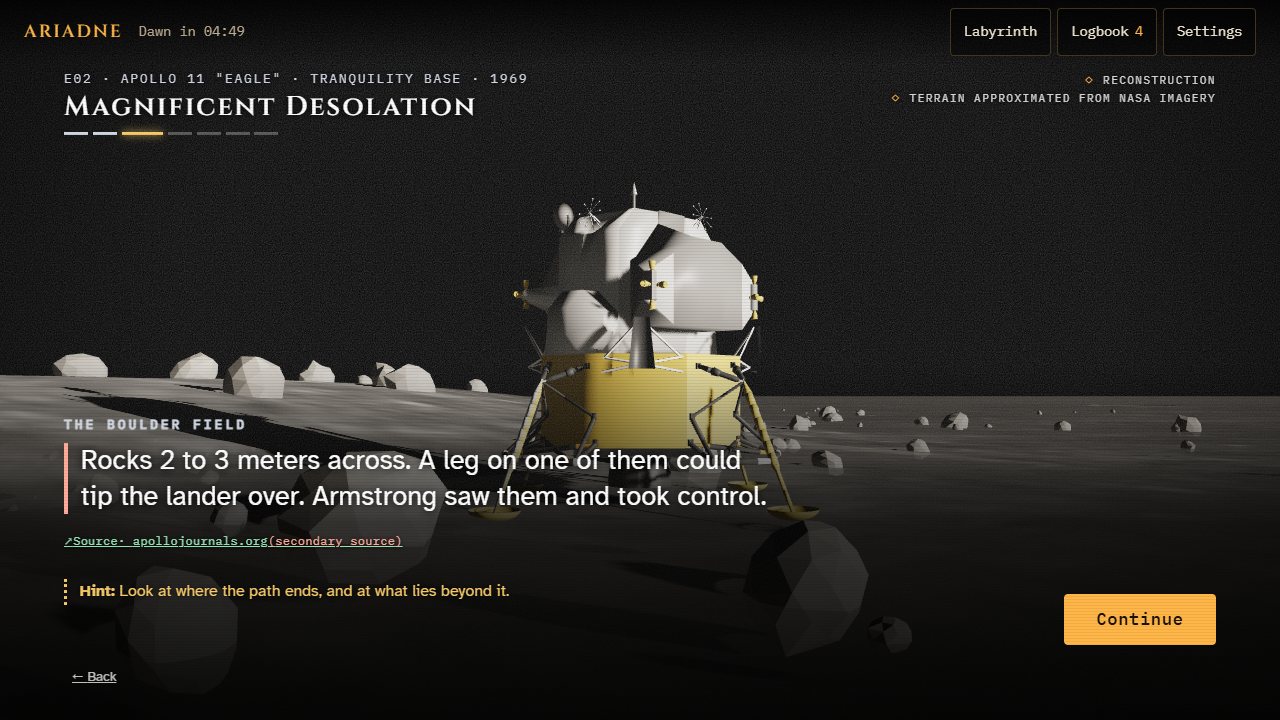 ARIADNE Dawn in 04:49 Labyrinth Logbook 4 Settings
E02 · APOLLO 11 "EAGLE" · TRANQUILITY BASE · 1969
Magnificent Desolation
◇ RECONSTRUCTION
◇ TERRAIN APPROXIMATED FROM NASA IMAGERY
THE BOULDER FIELD
Rocks 2 to 3 meters across. A leg on one of them could
tip the lander over. Armstrong saw them and took control.
↗Source· apollojournals.org(secondary source)
Hint: Look at where the path ends, and at what lies beyond it.
Continue
← Back